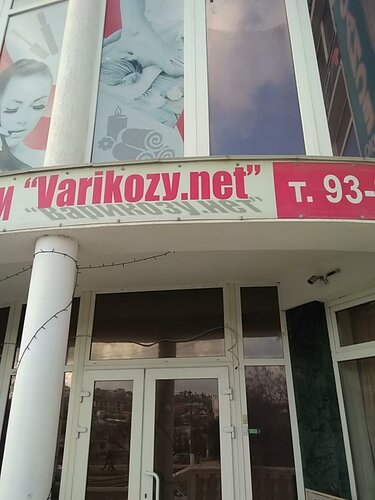 И "Varikozy.net" т. 93-
"Варикозу.нет"